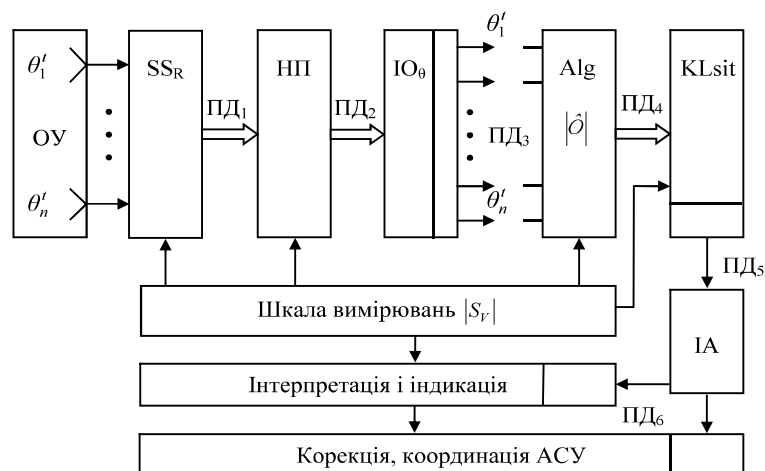 θ₁ᵗ
ОУ
θₙᵗ
SS_R
ПД₁
НП
ПД₂
IO_θ
θ₁ᵗ
ПД₃
θₙᵗ
Alg
|Ô|
ПД₄
KLsit
ПД₅
Шкала вимірювань |S_V|
ІА
Інтерпретація і індикація
ПД₆
Корекція, координація АСУ